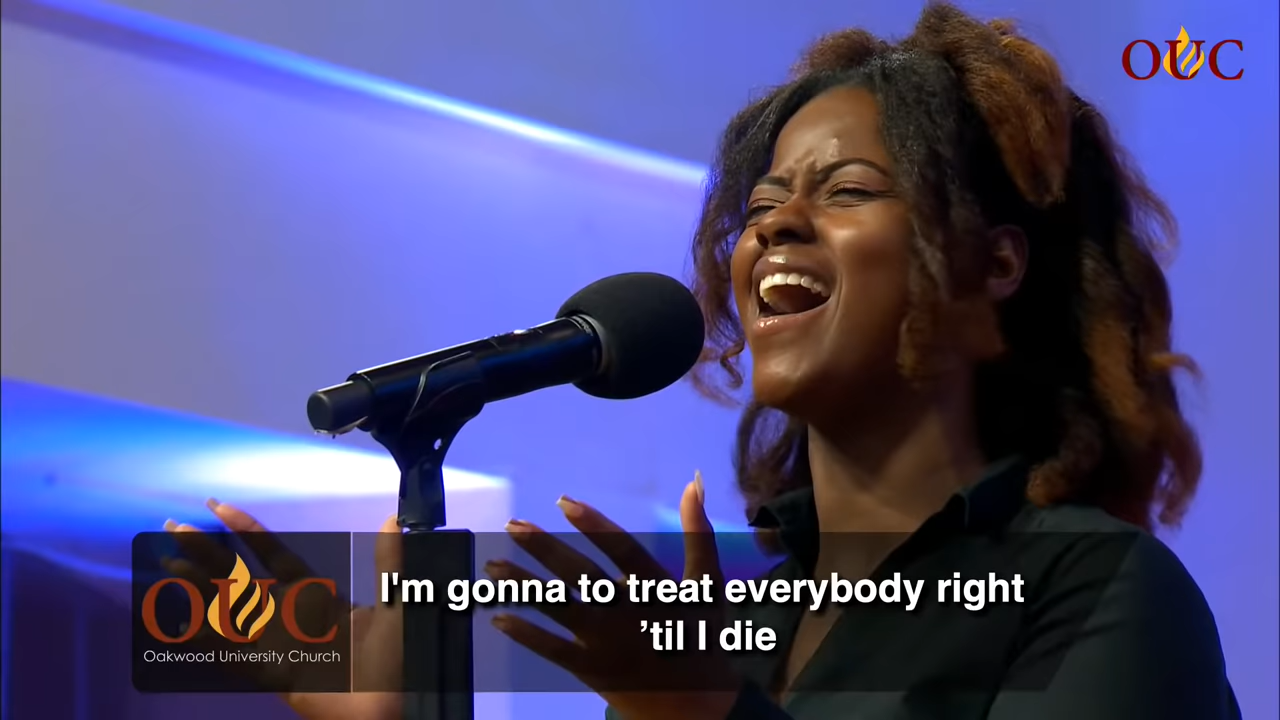 OUC
OUC
Oakwood University Church
I'm gonna to treat everybody right
’til I die